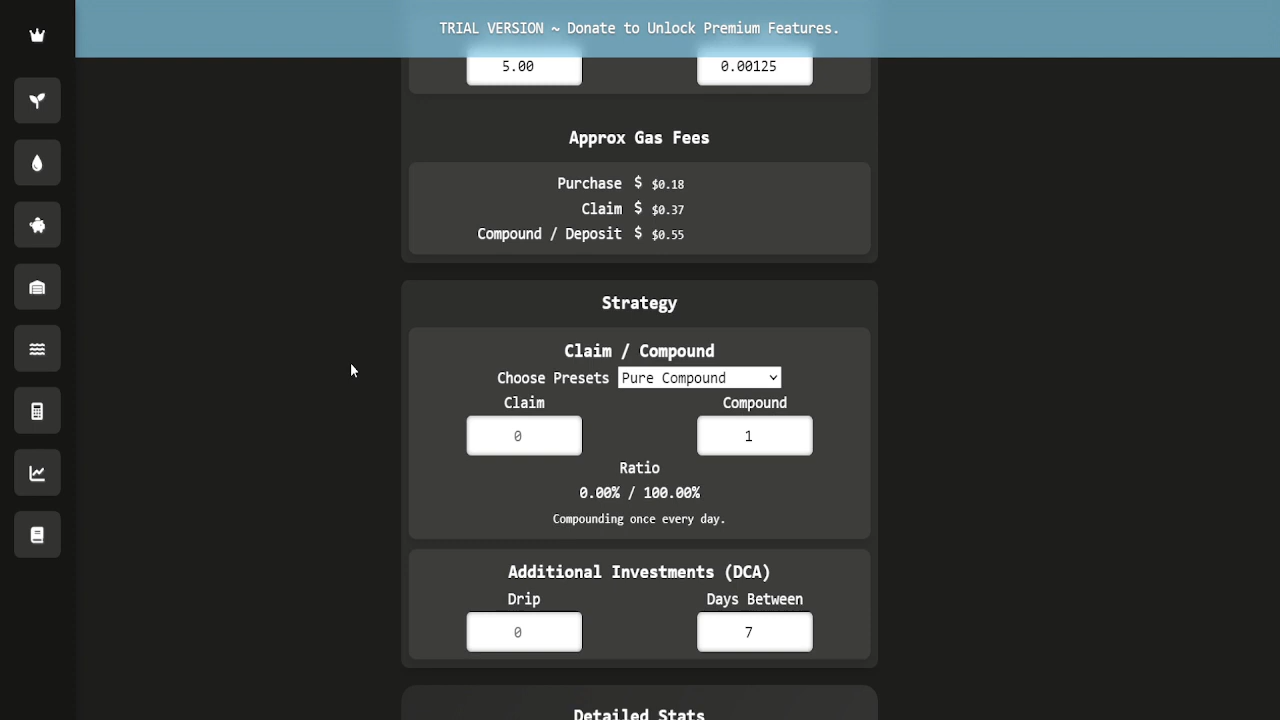 TRIAL VERSION ~ Donate to Unlock Premium Features.
5.00 0.00125
Approx Gas Fees
Purchase $ $0.18
Claim $ $0.37
Compound / Deposit $ $0.55
Strategy
Claim / Compound
Choose Presets Pure Compound
Claim Compound
0 1
Ratio
0.00% / 100.00%
Compounding once every day.
Additional Investments (DCA)
Drip Days Between
0 7
Detailed Stats